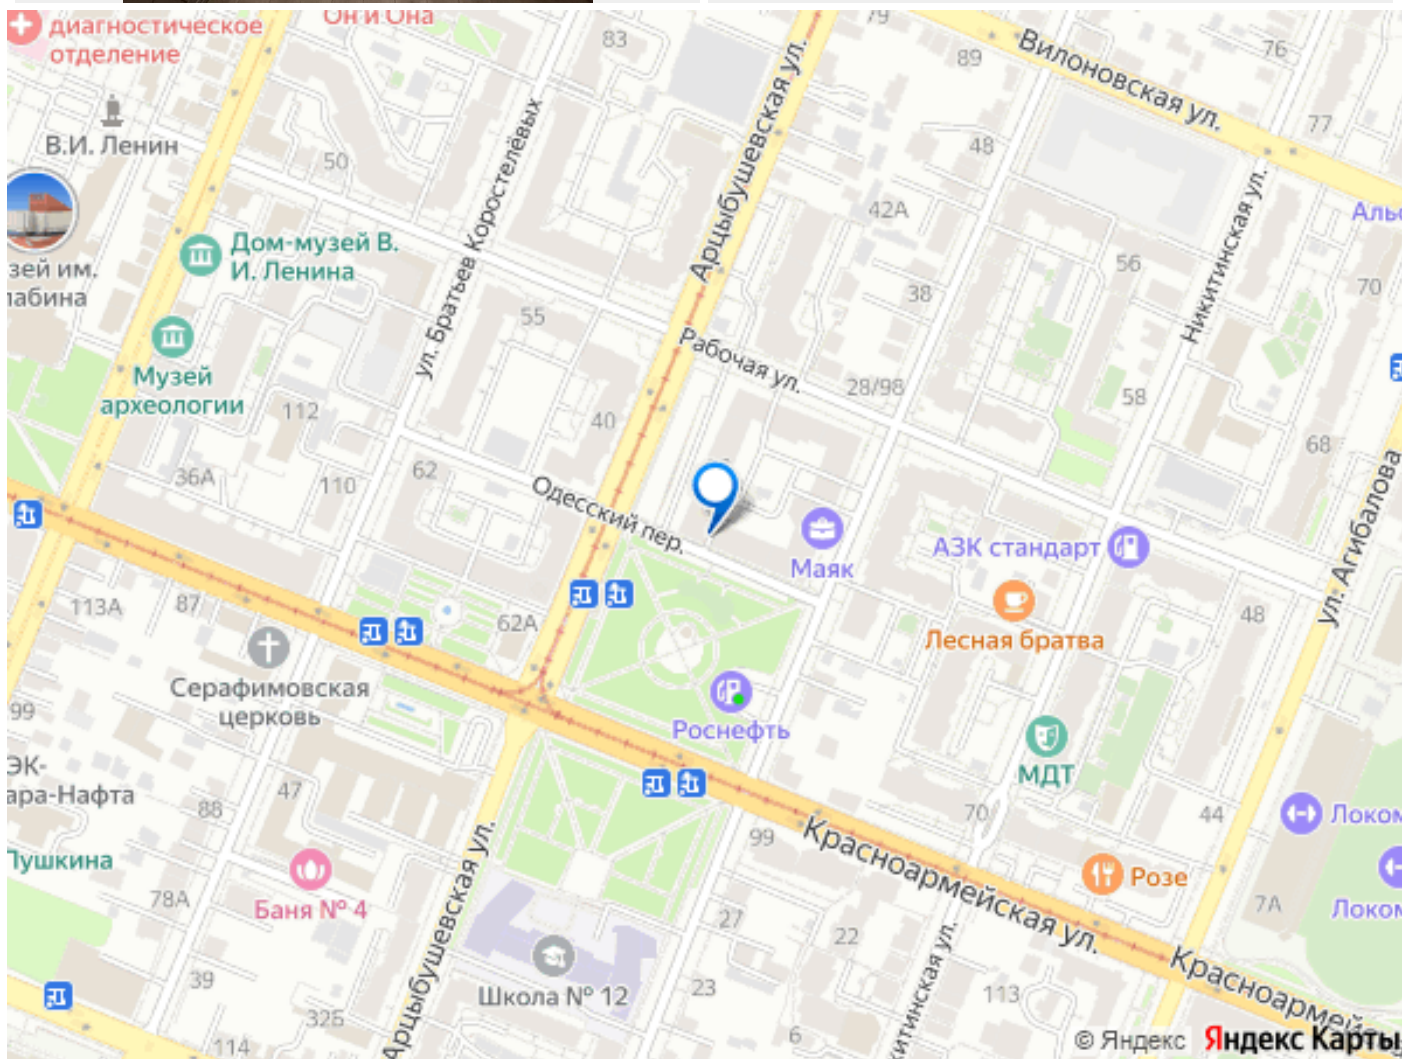 Он и Она
диагностическое
отделение
79
83
89
Вилоновская ул.
76
77
В.И. Ленин
50
ул. Братьев Коростелёвых
Арцыбушевская ул.
48
42А
Никитинская ул.
Дом-музей В.
И. Ленина
зей им.
лабина
56
38
70
55
Рабочая ул.
Музей
археологии
112
28/98
58
40
68
36А
110
62
Одесский пер.
Маяк
АЗК стандарт
ул. Агибалова
113А
87
62А
Лесная братва
48
Серафимовская
церковь
99
Роснефть
МДТ
ЭК-
ара-Нафта
88
47
70
44
Локом
99
Красноармейская ул.
Пушкина
Баня № 4
78А
Розе
7А
Локом
Арцыбушевская ул.
27
22
Красноармейс
Школа № 12
39
23
113
325
6
114
© Яндекс Яндекс Карты